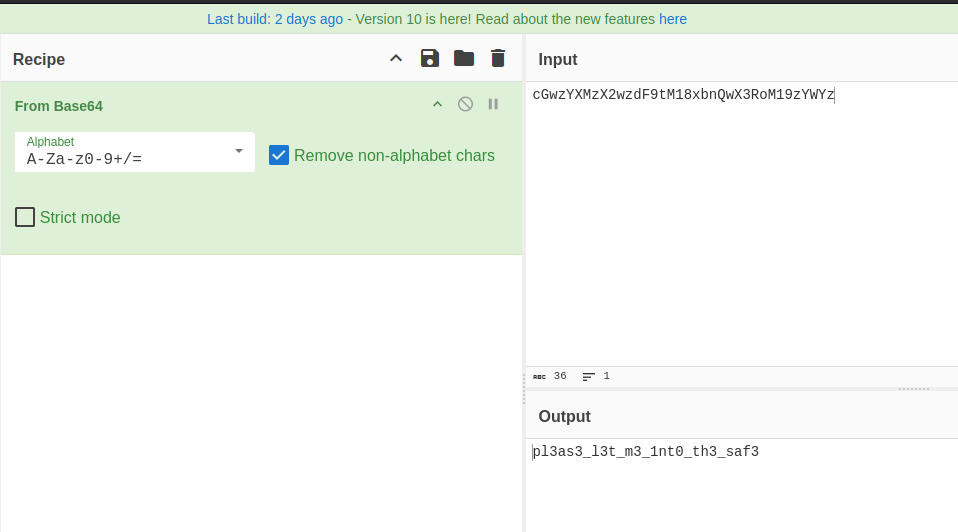 Last build: 2 days ago - Version 10 is here! Read about the new features here
Recipe
From Base64
Alphabet
A-Za-z0-9+/=
Remove non-alphabet chars
Strict mode
Input
cGwzYXMzX2wzdF9tM18xbnQwX3RoM19zYWYz
ABC 36 1
Output
pl3as3_l3t_m3_1nt0_th3_saf3